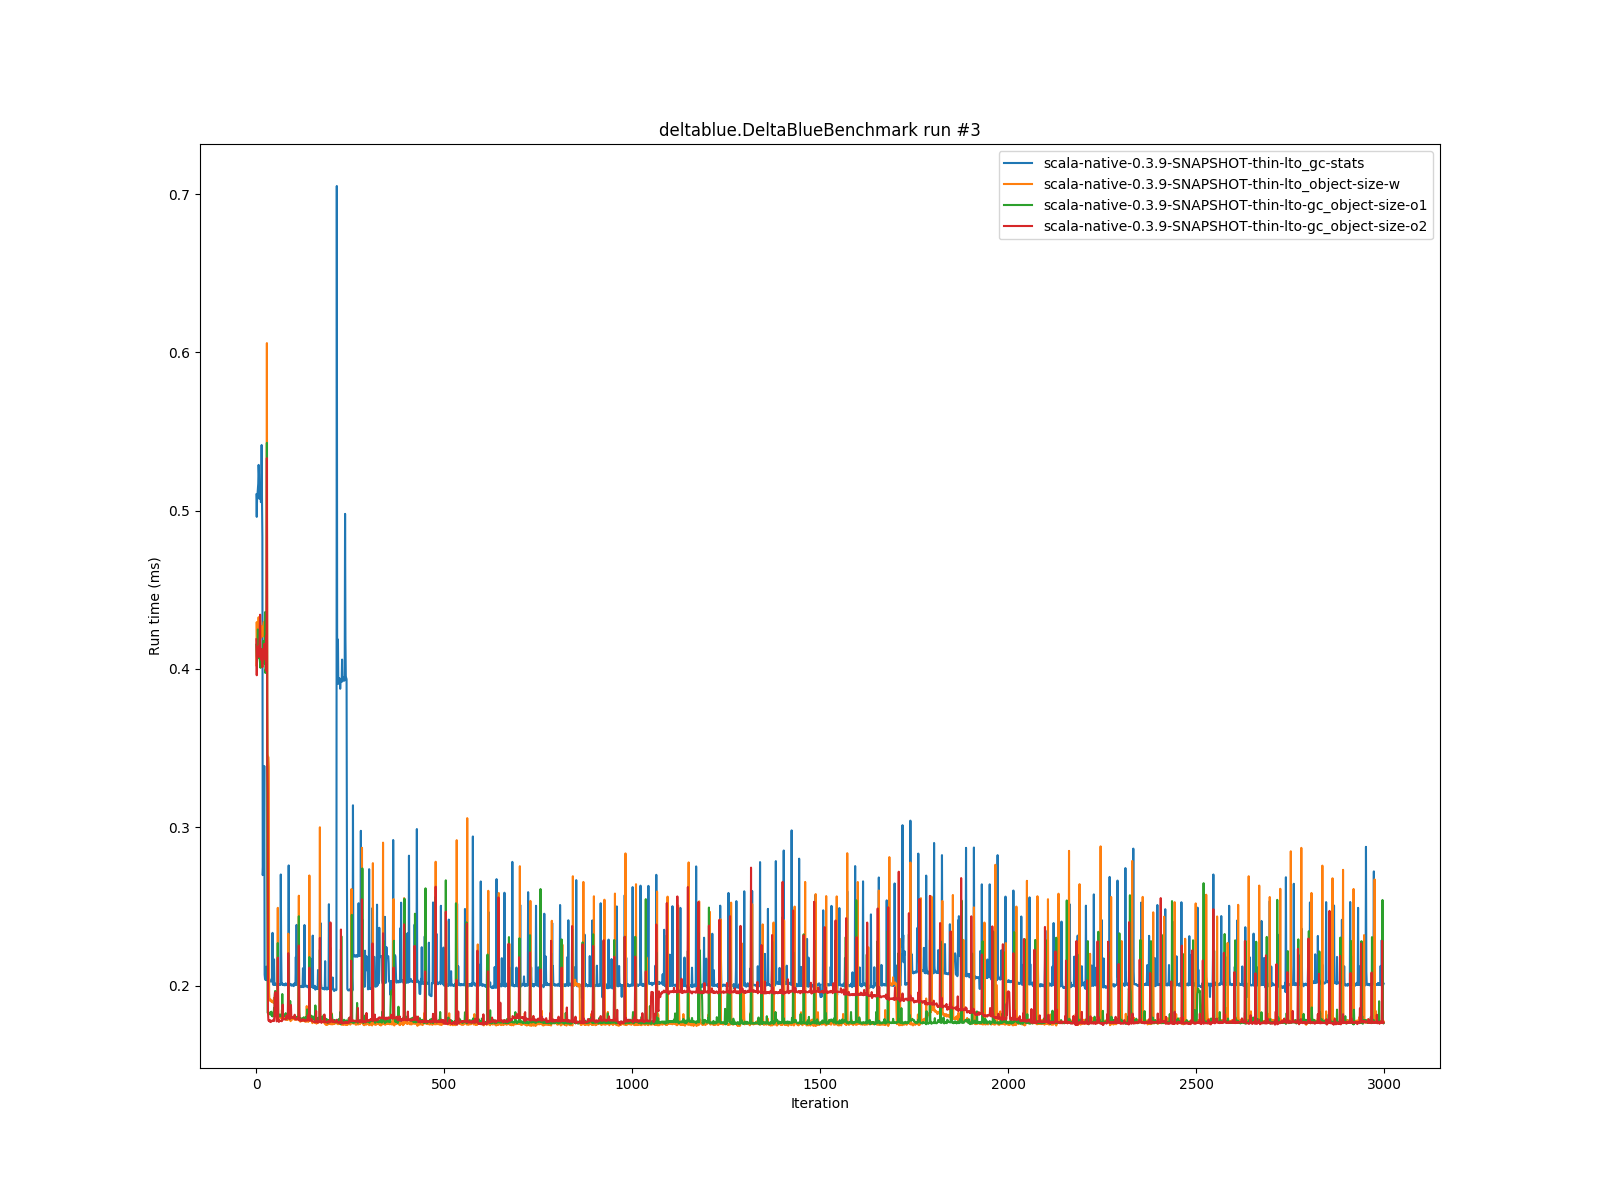 deltablue.DeltaBlueBenchmark run #3
scala-native-0.3.9-SNAPSHOT-thin-lto_gc-stats
scala-native-0.3.9-SNAPSHOT-thin-lto_object-size-w
scala-native-0.3.9-SNAPSHOT-thin-lto-gc_object-size-o1
scala-native-0.3.9-SNAPSHOT-thin-lto-gc_object-size-o2
0.7
0.6
0.5
0.4
0.3
0.2
Run time (ms)
0 500 1000 1500 2000 2500 3000
Iteration